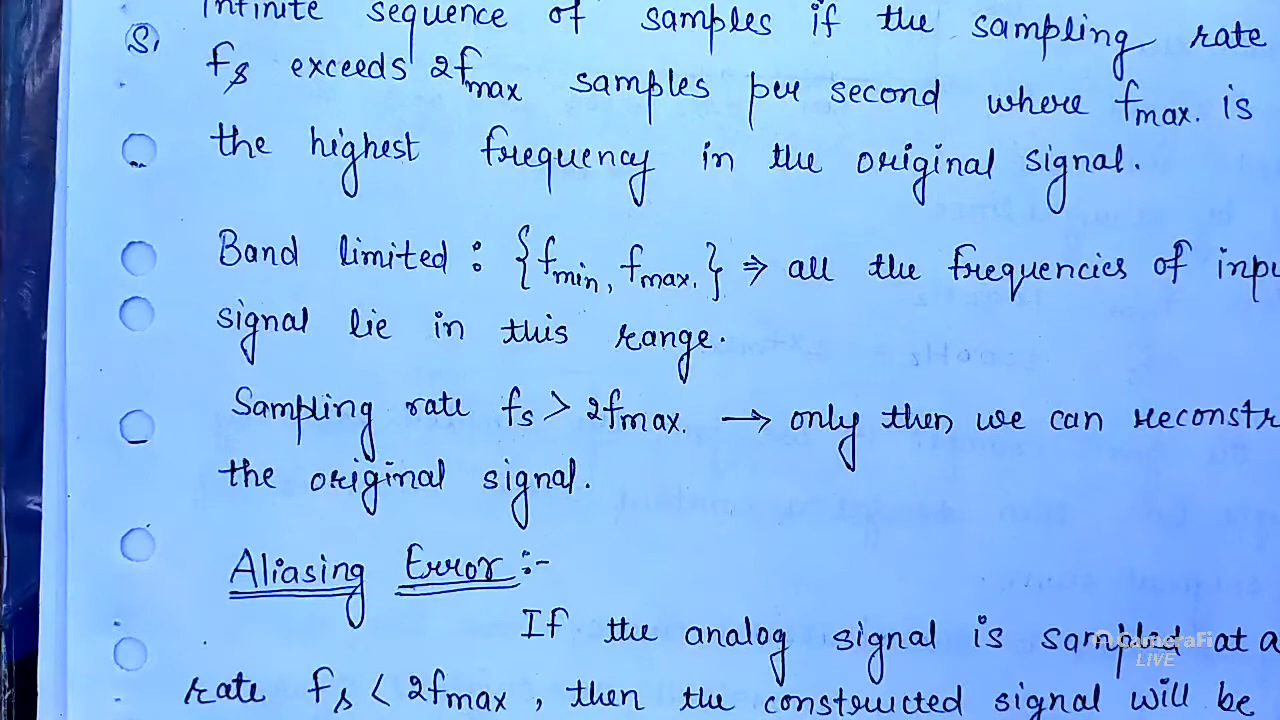 infinite sequence of samples if the sampling rate
S, fs exceeds 2fmax samples per second where fmax. is
the highest frequency in the original signal.
Band limited : {fmin, fmax.} ⇒ all the frequencies of inpu
signal lie in this range.
Sampling rate fs > 2fmax. → only then we can reconstr
the original signal.
Aliasing Error :-
If the analog signal is sampled at a
CameraFi
LIVE
rate fs < 2fmax, then the constructed signal will be